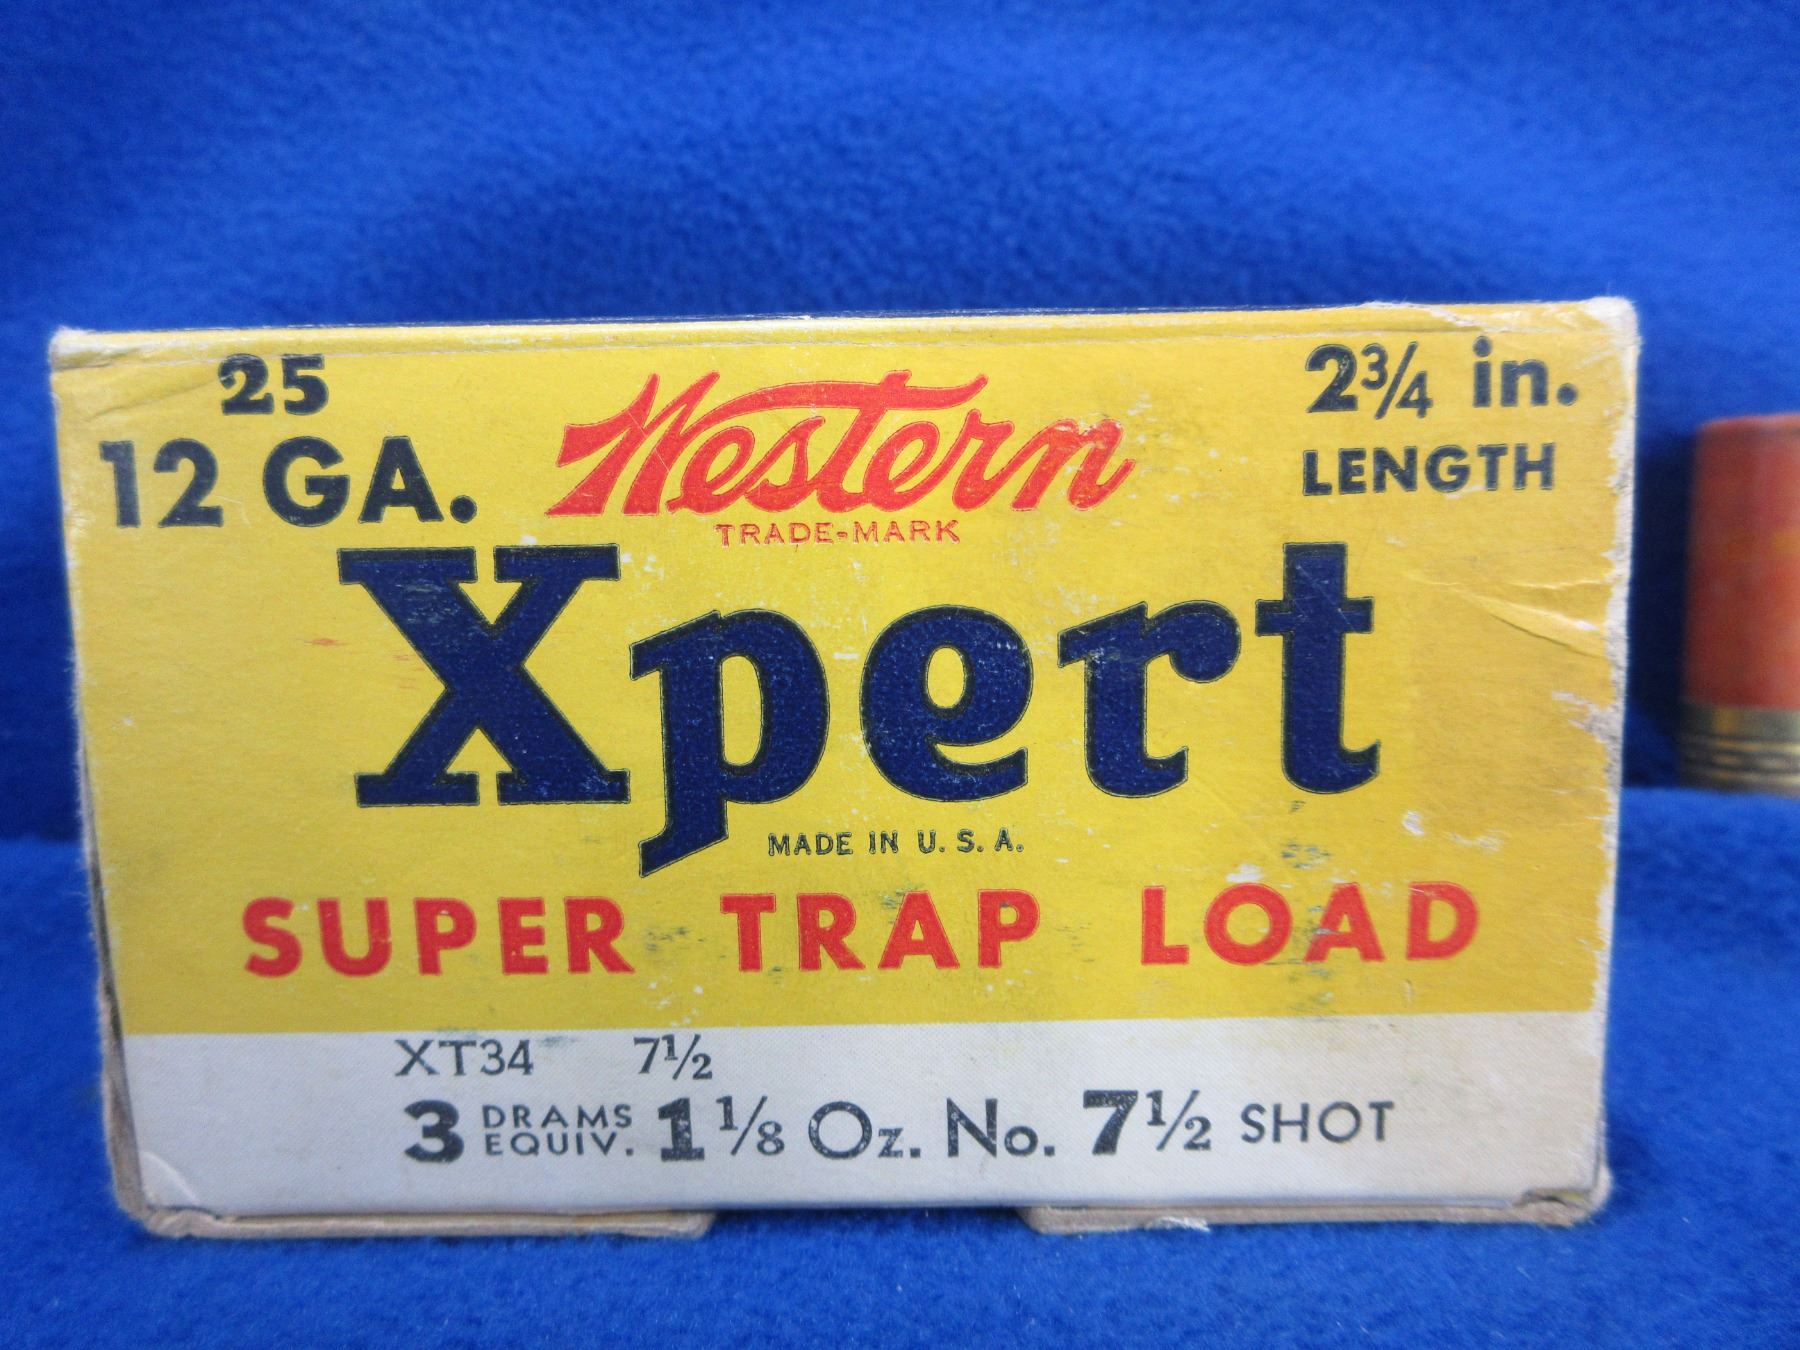 25
12 GA.
Western
TRADE-MARK
2¾ in.
LENGTH
Xpert
MADE IN U.S.A.
SUPER TRAP LOAD
XT34 7½
3 DRAMS EQUIV. 1⅛ Oz. No. 7½ SHOT